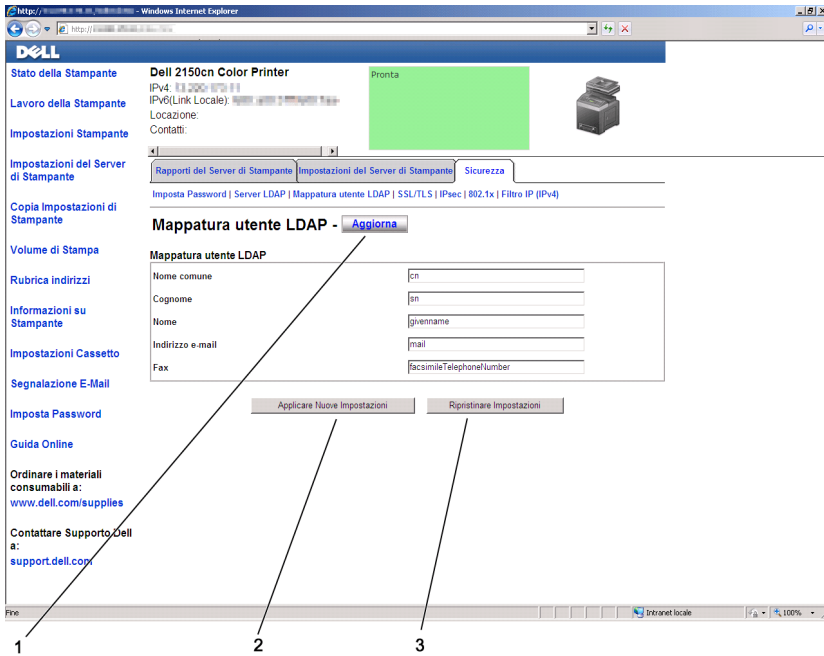 http:// - Windows Internet Explorer
http://
DELL
Stato della Stampante
Lavoro della Stampante
Impostazioni Stampante
Impostazioni del Server
di Stampante
Copia Impostazioni di
Stampante
Volume di Stampa
Rubrica indirizzi
Informazioni su
Stampante
Impostazioni Cassetto
Segnalazione E-Mail
Imposta Password
Guida Online
Ordinare i materiali
consumabili a:
www.dell.com/supplies
Contattare Supporto Dell
a:
support.dell.com
Dell 2150cn Color Printer
IPv4:
IPv6(Link Locale):
Locazione:
Contatti:
Pronta
Rapporti del Server di Stampante Impostazioni del Server di Stampante Sicurezza
Imposta Password | Server LDAP | Mappatura utente LDAP | SSL/TLS | IPsec | 802.1x | Filtro IP (IPv4)
Mappatura utente LDAP - Aggiorna
Mappatura utente LDAP
Nome comune cn
Cognome sn
Nome givenname
Indirizzo e-mail mail
Fax facsimileTelephoneNumber
Applicare Nuove Impostazioni Ripristinare Impostazioni
Fine Intranet locale 100%
1 2 3